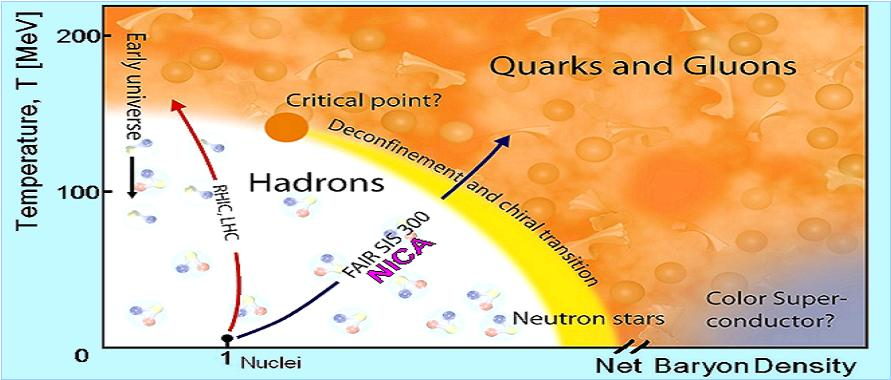 Temperature, T [MeV]
200
100
0
Early universe
Quarks and Gluons
Critical point?
Deconfinement and chiral transition
Hadrons
RHIC, LHC
FAIR SIS 300
NICA
Neutron stars
Color Super-
conductor?
1
Nuclei
Net Baryon Density